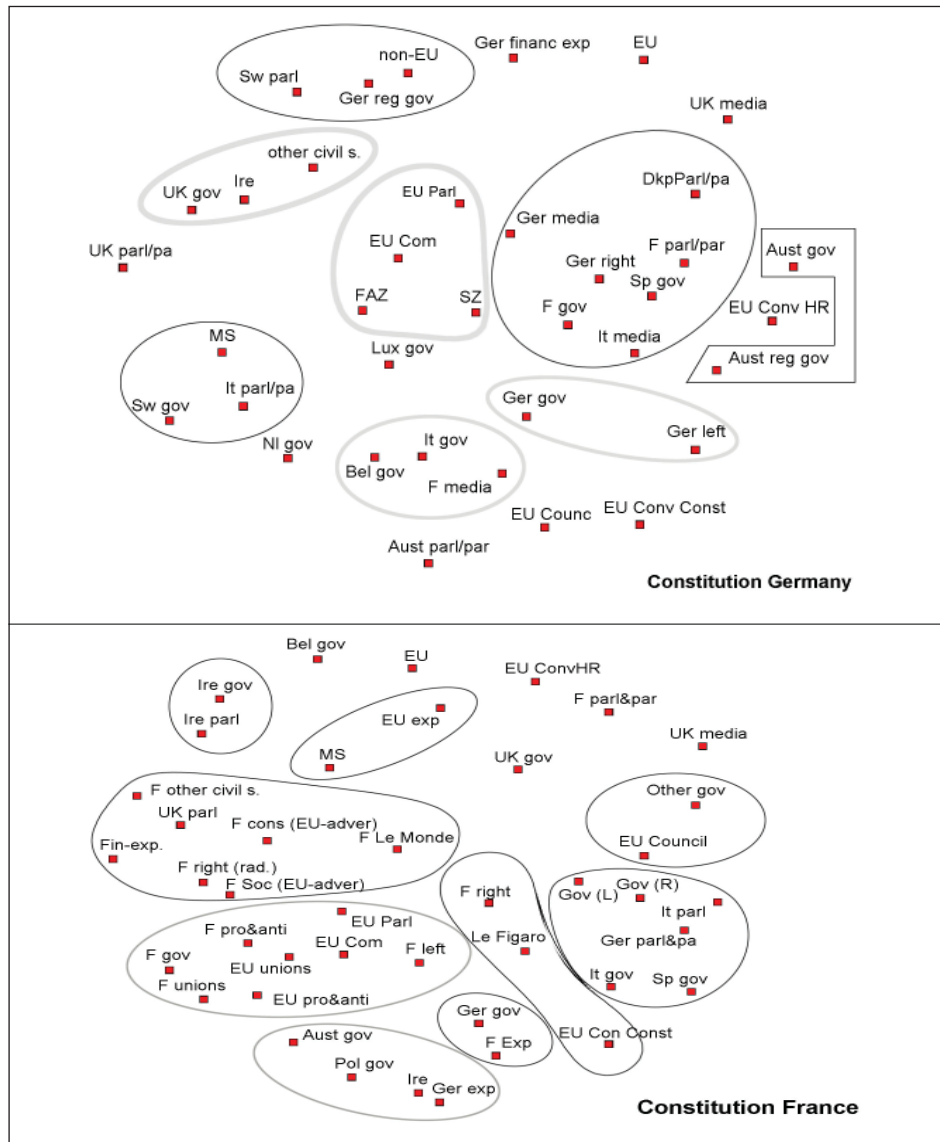 Ger financ exp
EU
non-EU
Sw parl
Ger reg gov
UK media
other civil s.
UK gov
Ire
EU Parl
DkpParl/pa
Ger media
EU Com
UK parl/pa
F parl/par
Aust gov
Ger right
Sp gov
FAZ
SZ
F gov
EU Conv HR
MS
Lux gov
It media
Aust reg gov
It parl/pa
Sw gov
Ger gov
Ger left
NI gov
It gov
Bel gov
F media
EU Counc
EU Conv Const
Aust parl/par
Constitution Germany
Bel gov
EU
EU ConvHR
Ire gov
F parl&par
Ire parl
EU exp
UK media
MS
UK gov
F other civil s.
Other gov
UK parl
F cons (EU-adver)
F Le Monde
Fin-exp.
EU Council
F right (rad.)
F Soc (EU-adver)
F right
Gov (L)
Gov (R)
It parl
EU Parl
F pro&anti
Le Figaro
Ger parl&pa
F gov
EU unions
EU Com
F left
F unions
EU pro&anti
It gov
Sp gov
Ger gov
Aust gov
F Exp
EU Con Const
Pol gov
Ire
Ger exp
Constitution France